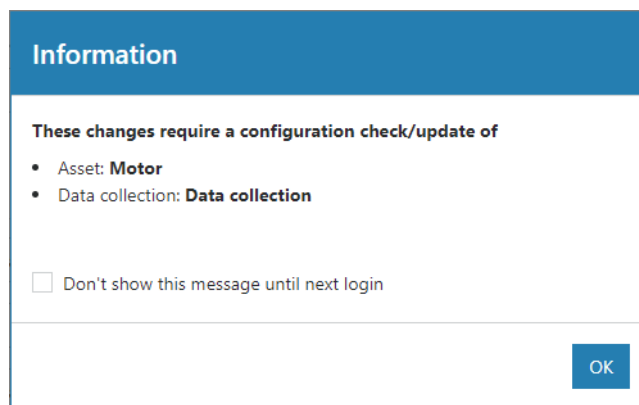 Information
These changes require a configuration check/update of
• Asset: Motor
• Data collection: Data collection
Don't show this message until next login
OK